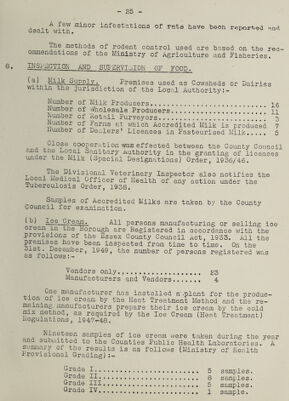 - 25 -
A few minor infestations of rats have been reported and
dealt with.
The methods of rodent control used are based on the rec-
ommendations of the Ministry of Agriculture and Fisheries.
8. INSPECTION AND SUPERVISION OF FOOD.
(a) Milk Supply. Premises used as Cowsheds or Dairies
within the jurisdiction of the Local Authority:-
Number of Milk Producers................ 16
Number of Wholesale Producers........... 11
Number of Retail Purveyors.............. 3
Number of Farms at which Accredited Milk is produced 7
Number of Dealers' Licences in Pasteurised Milk.... 5
Close cooperation was effected between the County Council
and the Local Sanitary Authority in the granting of licences
under the Milk (Special Designations) Order, 1936/46.
The Divisional Veterinary Inspector also notifies the
Local Medical Officer of Health of any action under the
Tuberculosis Order, 1938.
Samples of Accredited Milks are taken by the County
Council for examination.
(b) Ice Cream. All persons manufacturing or selling ice
cream in the Borough are Registered in accordance with the
provisions of the Essex County Council Act, 1933. All the
premises have been inspected from time to time. On the
31st. December, 1949, the number of persons registered was
as follows:-
Vendors only................... 23
Manufacturers and Vendors...... 4
One manufacturer has installed a plant for the produc-
tion of ice cream by the Heat Treatment Method and the re-
maining manufacturers prepare their ice cream by the cold
mix method, as required by the Ice Cream (Heat Treatment)
Regulations, 1947-48.
Nineteen samples of ice cream were taken during the year
and submitted to the Counties Public Health Laboratories. A
summary of the results is as follows (Ministry of Health
Provisional Grading):-
Grade I.................... 5 samples.
Grade II................... 8 samples.
Grade III.................. 5 samples.
Grade IV................... 1 sample.